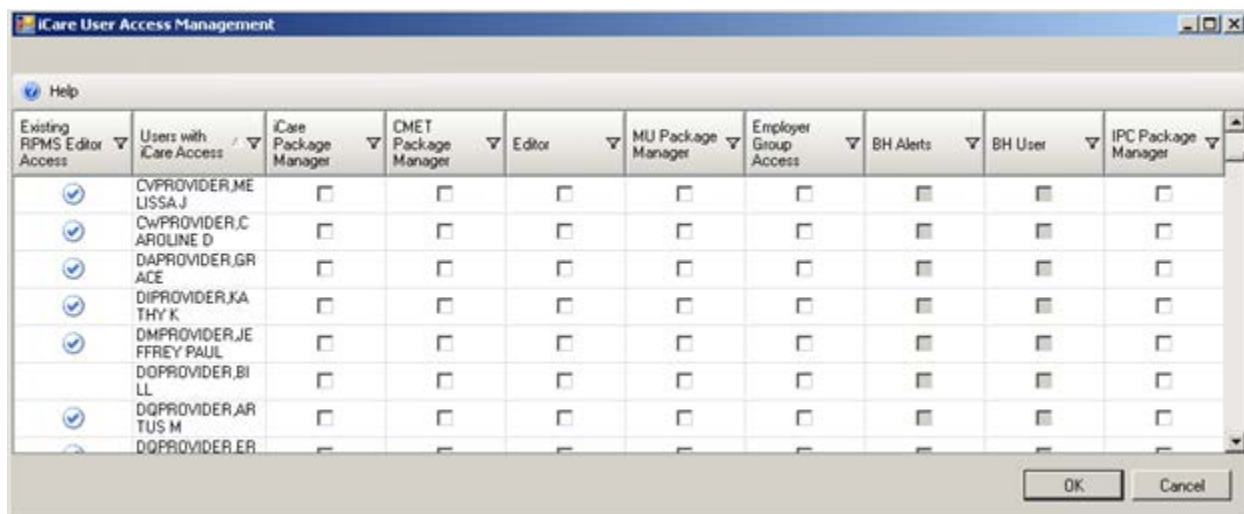 iCare User Access Management
Help
Existing
RPMS Editor
Access
Users with
iCare Access
iCare
Package
Manager
CMET
Package
Manager
Editor
MU Package
Manager
Employer
Group
Access
BH Alerts
BH User
IPC Package
Manager
CVPROVIDER,ME
LISSA J
CWPROVIDER,C
AROLINE D
DAPROVIDER,GR
ACE
DIPROVIDER,KA
THY K
DMPROVIDER,JE
FFREY PAUL
DOPROVIDER,BI
LL
DQPROVIDER,AR
TUS M
DQPROVIDER,ER
OK
Cancel